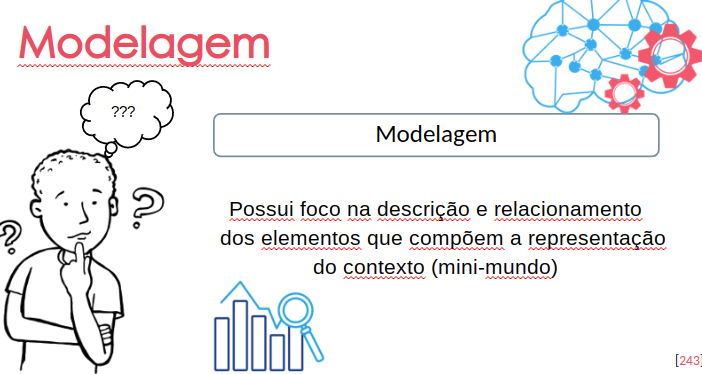 Modelagem
???
Modelagem
Possui foco na descrição e relacionamento
dos elementos que compõem a representação
do contexto (mini-mundo)
[243]